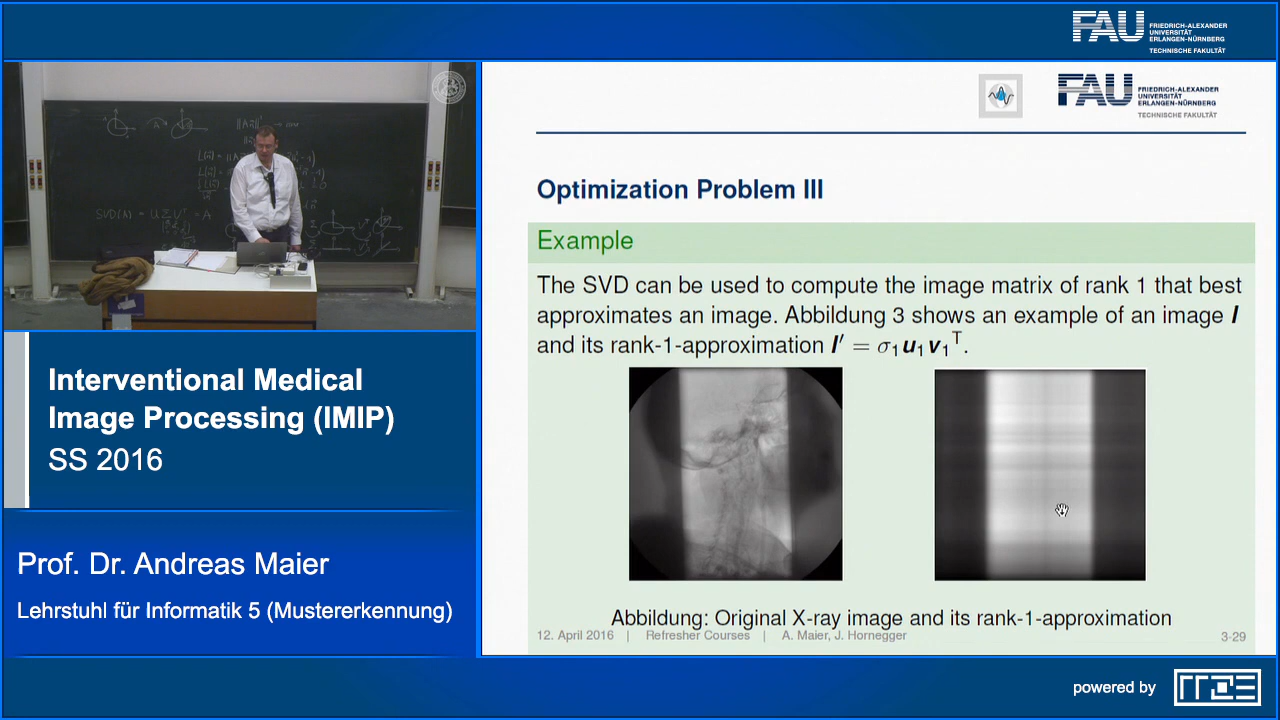 FAU
FRIEDRICH-ALEXANDER
UNIVERSITÄT
ERLANGEN-NÜRNBERG
TECHNISCHE FAKULTÄT
FAU
FRIEDRICH-ALEXANDER
UNIVERSITÄT
ERLANGEN-NÜRNBERG
TECHNISCHE FAKULTÄT
SVD(A) = U Σ Vᵀ = A
Optimization Problem III
Example
The SVD can be used to compute the image matrix of rank 1 that best
approximates an image. Abbildung 3 shows an example of an image I
and its rank-1-approximation I′ = σ₁u₁v₁ᵀ.
Abbildung: Original X-ray image and its rank-1-approximation
12. April 2016 | Refresher Courses | A. Maier, J. Hornegger
3-29
Interventional Medical
Image Processing (IMIP)
SS 2016
Prof. Dr. Andreas Maier
Lehrstuhl für Informatik 5 (Mustererkennung)
powered by